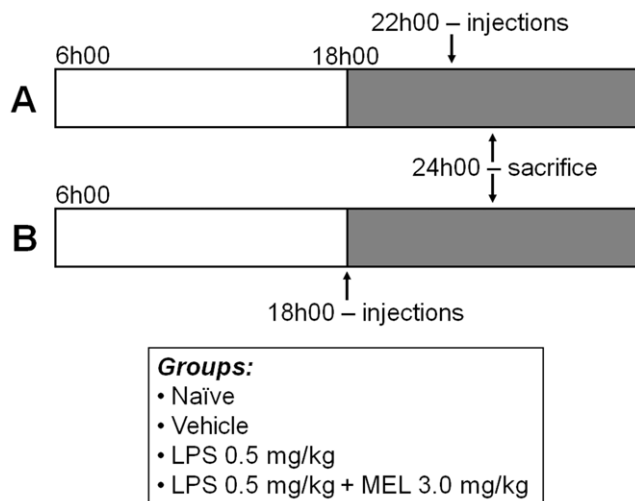 22h00 – injections
6h00
18h00
A
24h00 – sacrifice
6h00
B
18h00 – injections
Groups:
• Naïve
• Vehicle
• LPS 0.5 mg/kg
• LPS 0.5 mg/kg + MEL 3.0 mg/kg